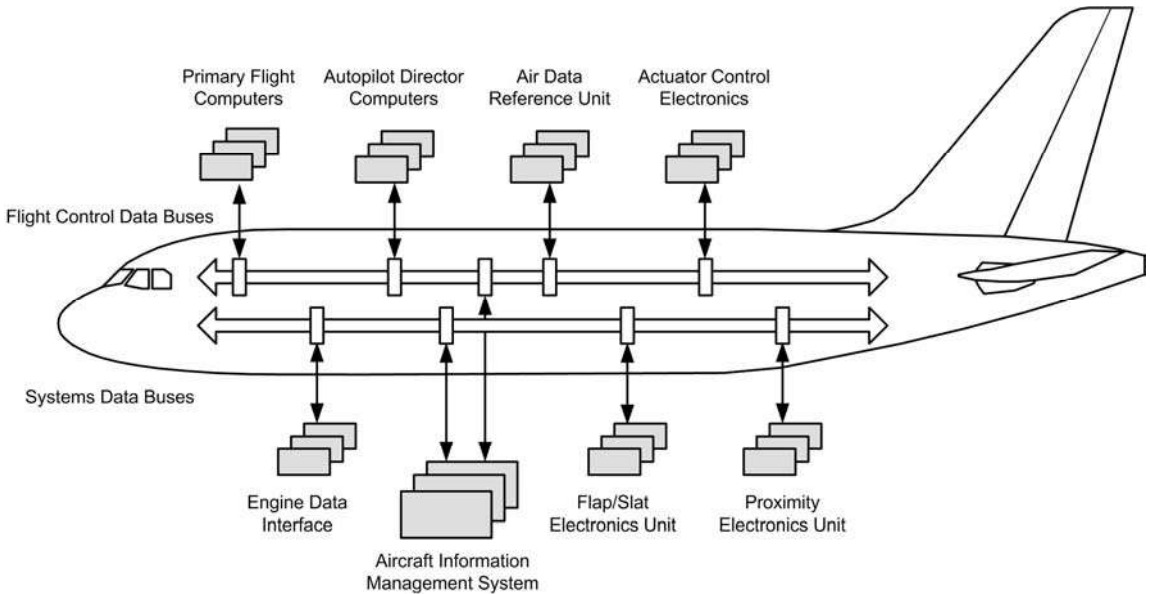 Primary Flight
Computers
Autopilot Director
Computers
Air Data
Reference Unit
Actuator Control
Electronics
Flight Control Data Buses
Systems Data Buses
Engine Data
Interface
Aircraft Information
Management System
Flap/Slat
Electronics Unit
Proximity
Electronics Unit